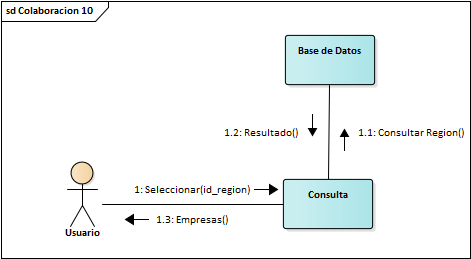 sd Colaboracion 10
Base de Datos
1.2: Resultado()
1.1: Consultar Region()
1: Seleccionar(id_region)
Consulta
1.3: Empresas()
Usuario